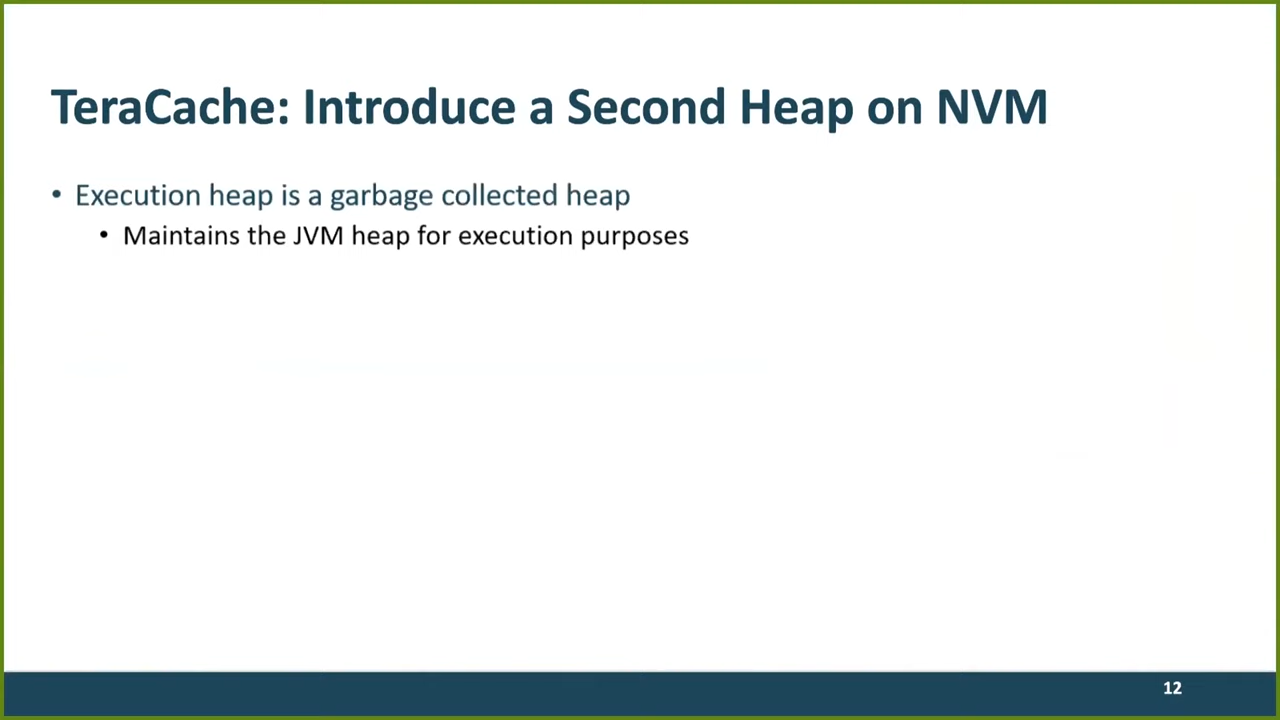 TeraCache: Introduce a Second Heap on NVM
• Execution heap is a garbage collected heap
• Maintains the JVM heap for execution purposes
12